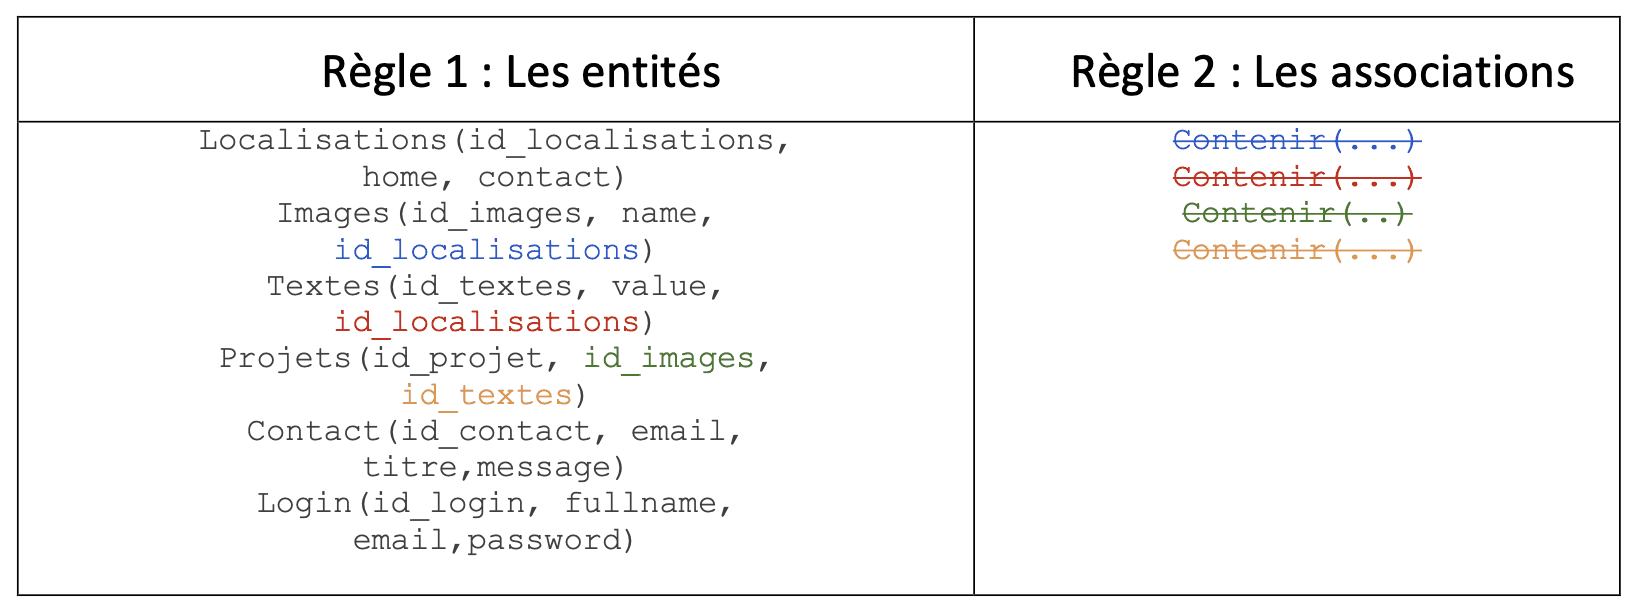 Règle 1 : Les entités
Règle 2 : Les associations
Localisations(id_localisations,
home, contact)
Images(id_images, name,
id_localisations)
Textes(id_textes, value,
id_localisations)
Projets(id_projet, id_images,
id_textes)
Contact(id_contact, email,
titre,message)
Login(id_login, fullname,
email,password)
Contenir(...)
Contenir(...)
Contenir(..)
Contenir(...)